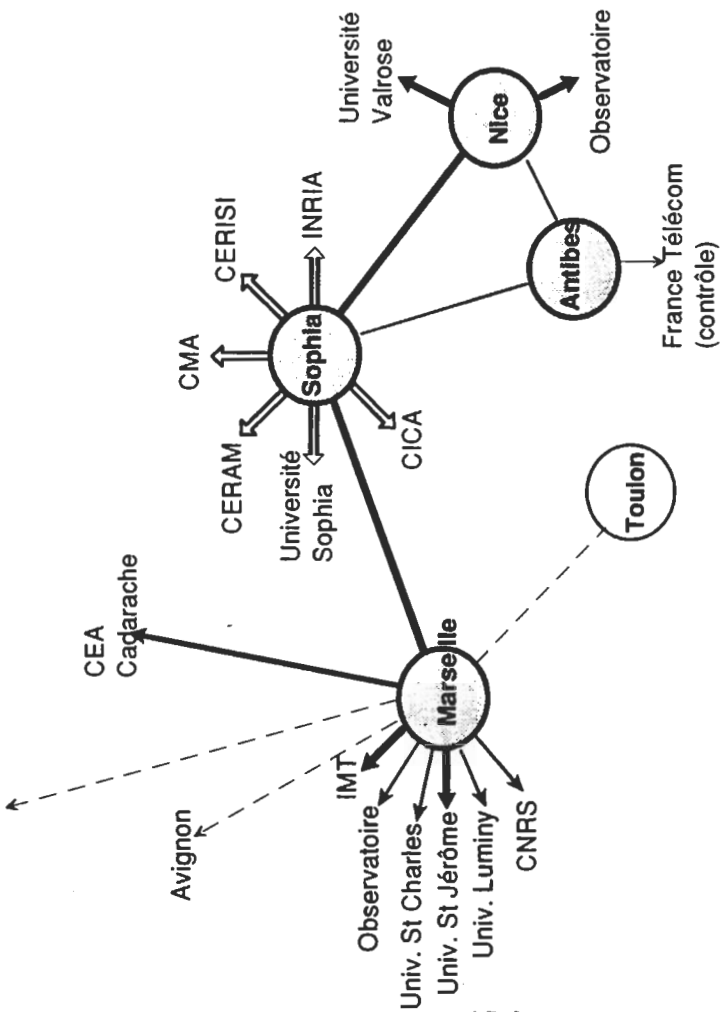 Université
Valrose
Nice
Observatoire
CERISI
INRIA
CMA
Sophia
CERAM
Université
Sophia
CICA
Antibes
France Télécom
(contrôle)
Toulon
CEA
Cadarache
Marseille
Avignon
IMT
Observatoire
Univ. St Charles
Univ. St Jérôme
Univ. Luminy
CNRS